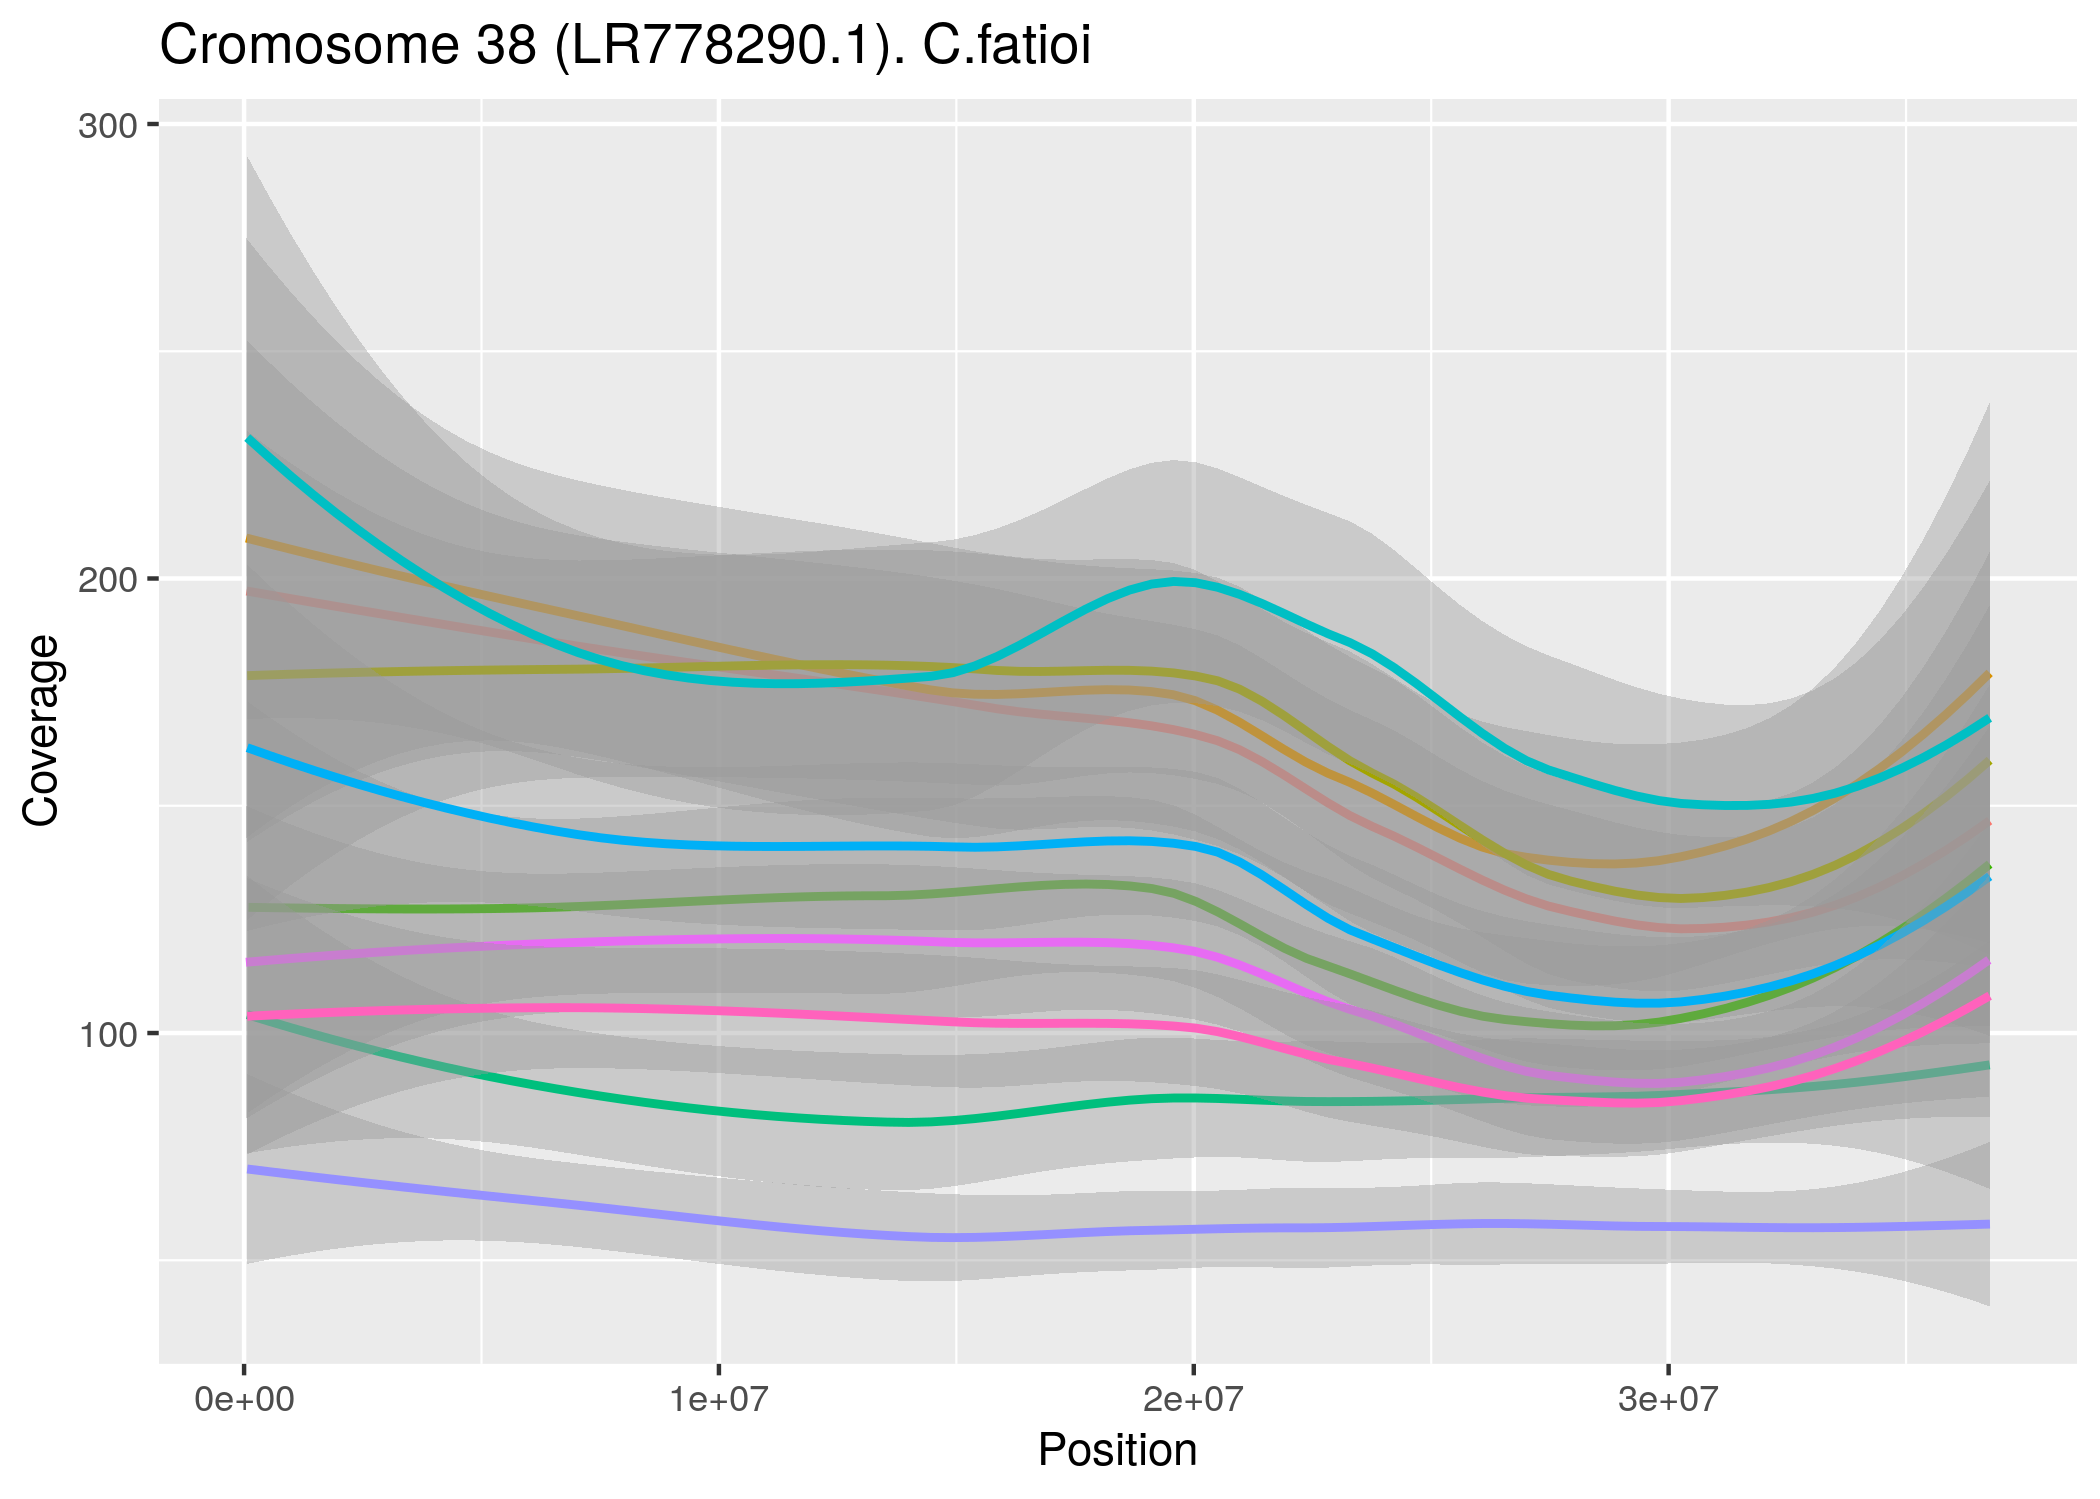 Cromosome 38 (LR778290.1). C.fatioi
300
200
100
Coverage
0e+00 1e+07 2e+07 3e+07
Position